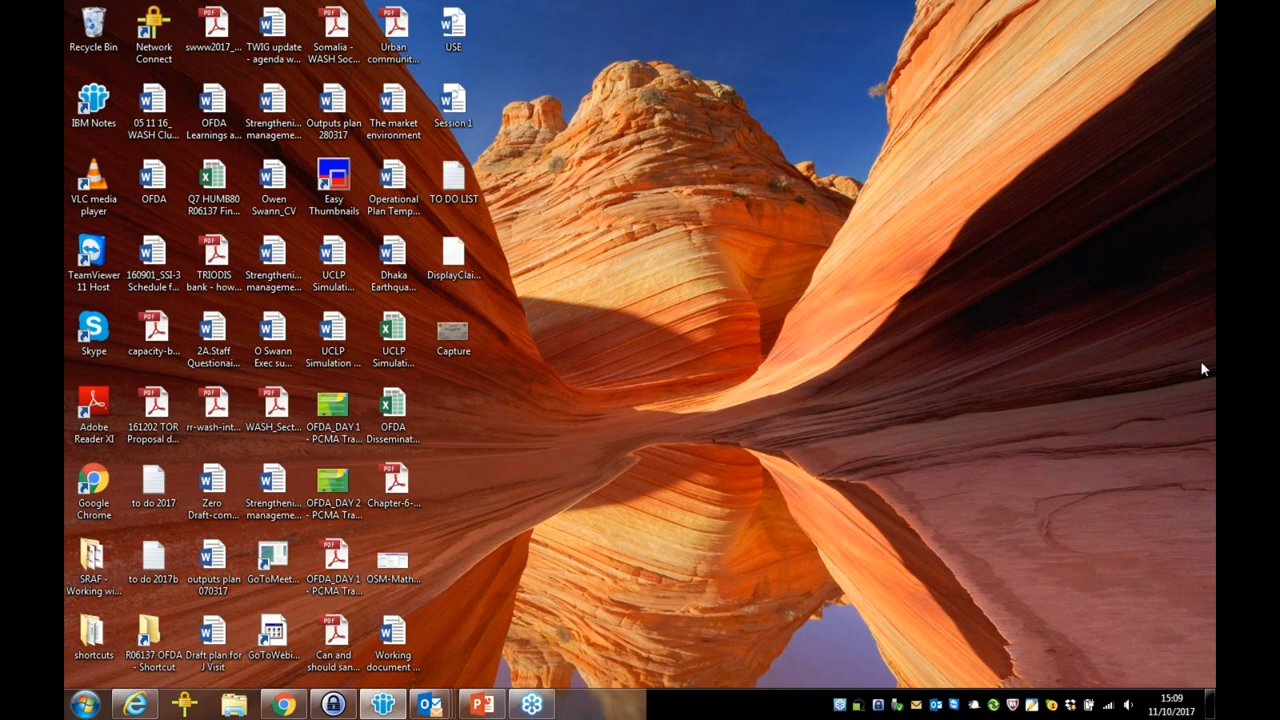 Recycle Bin
Network
Connect
swww2017_...
TWIG update
- agenda w...
Somalia -
WASH Soc...
Urban
communit...
USE
IBM Notes
05 11 16_
WASH Clu...
OFDA
Learnings a...
Strengtheni...
manageme...
Outputs plan
280317
The market
environment
Session 1
VLC media
player
OFDA
Q7 HUMB80
R06137 Fin...
Owen
Swann_CV
Easy
Thumbnails
Operational
Plan Temp...
TO DO LIST
TeamViewer
11 Host
160901_SSI-3
Schedule f...
TRIODIS
bank - how...
Strengtheni...
manageme...
UCLP
Simulati...
Dhaka
Earthqua...
DisplayClai...
Skype
capacity-b...
2A.Staff
Questionai...
O Swann
Exec su...
UCLP
Simulation ...
UCLP
Simulati...
Capture
Adobe
Reader XI
161202 TOR
Proposal d...
rr-wash-int...
WASH_Sect...
OFDA_DAY 1
- PCMA Tra...
OFDA
Disseminat...
Google
Chrome
to do 2017
Zero
Draft-com...
Strengtheni...
manageme...
OFDA_DAY 2
- PCMA Tra...
Chapter-6-...
SRAF -
Working wi...
to do 2017b
outputs plan
070317
GoToMeet...
OFDA_DAY 1
- PCMA Tra...
OSM-Math...
shortcuts
R06137 OFDA
- Shortcut
Draft plan for
J Visit
GoToWebi...
Can and
should san...
Working
document ...
15:09
11/10/2017